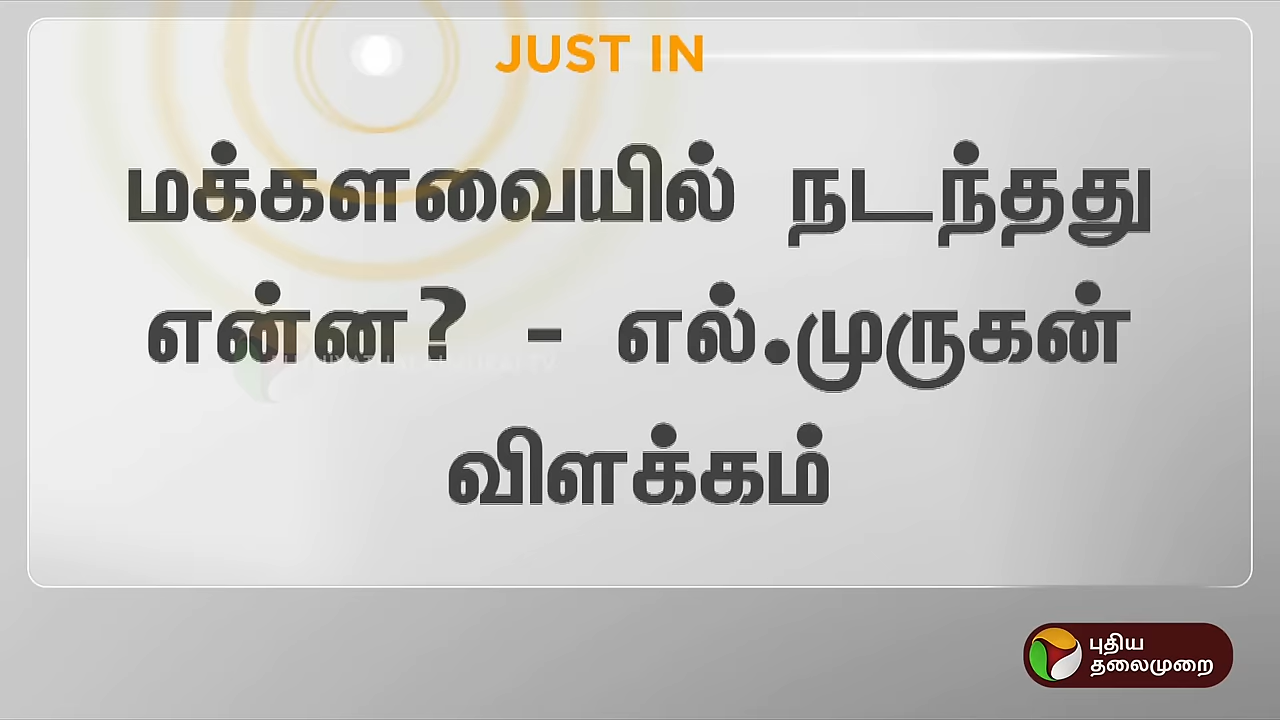 JUST IN
மக்களவையில் நடந்தது
என்ன? - எல்.முருகன்
விளக்கம்
புதிய
தலைமுறை